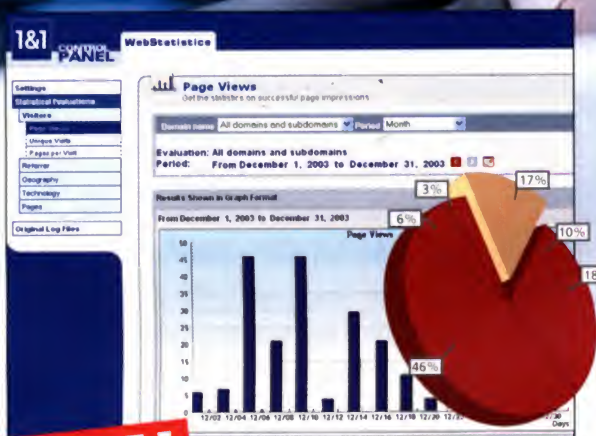 1&1 CONTROL PANEL
WebStatistics
Settings
Statistical Evaluations
Visitors
Page Views
Unique Visits
Pages per Visit
Referrer
Geography
Technology
Pages
Original Log Files
Page Views
Get the statistics on successful page impressions
Domain name All domains and subdomains Period Month
Evaluation: All domains and subdomains
Period: From December 1, 2003 to December 31, 2003
Results Shown in Graph Format
From December 1, 2003 to December 31, 2003
Page Views
3%
17%
6%
10%
18
46%
50
45
40
35
30
25
20
15
10
5
0
12/02 12/04 12/06 12/08 12/10 12/12 12/14 12/16 12/18 12/20
/30
Days